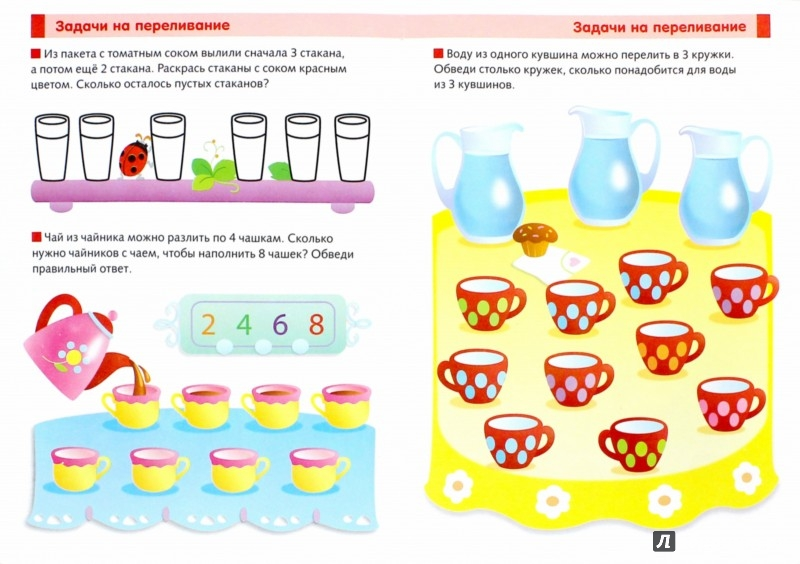 Задачи на переливание
Из пакета с томатным соком вылили сначала 3 стакана,
а потом ещё 2 стакана. Раскрась стаканы с соком красным
цветом. Сколько осталось пустых стаканов?
Чай из чайника можно разлить по 4 чашкам. Сколько
нужно чайников с чаем, чтобы наполнить 8 чашек? Обведи
правильный ответ.
2 4 6 8
Задачи на переливание
Воду из одного кувшина можно перелить в 3 кружки.
Обведи столько кружек, сколько понадобится для воды
из 3 кувшинов.
Л